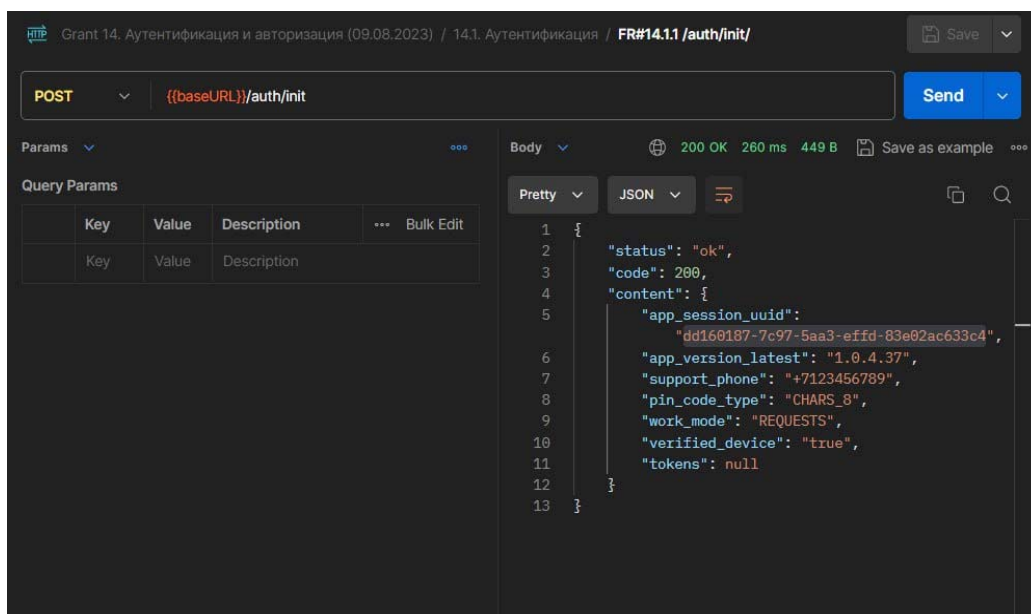 HTTP Grant 14. Аутентификация и авторизация (09.08.2023) / 14.1. Аутентификация / FR#14.1.1 /auth/init/ Save
POST {{baseURL}}/auth/init Send
Params
Query Params
Key Value Description Bulk Edit
Key Value Description
Body 200 OK 260 ms 449 B Save as example
Pretty JSON
1 {
2 "status": "ok",
3 "code": 200,
4 "content": {
5 "app_session_uuid":
"dd160187-7c97-5aa3-effd-83e02ac633c4",
6 "app_version_latest": "1.0.4.37",
7 "support_phone": "+7123456789",
8 "pin_code_type": "CHARS_8",
9 "work_mode": "REQUESTS",
10 "verified_device": "true",
11 "tokens": null
12 }
13 }